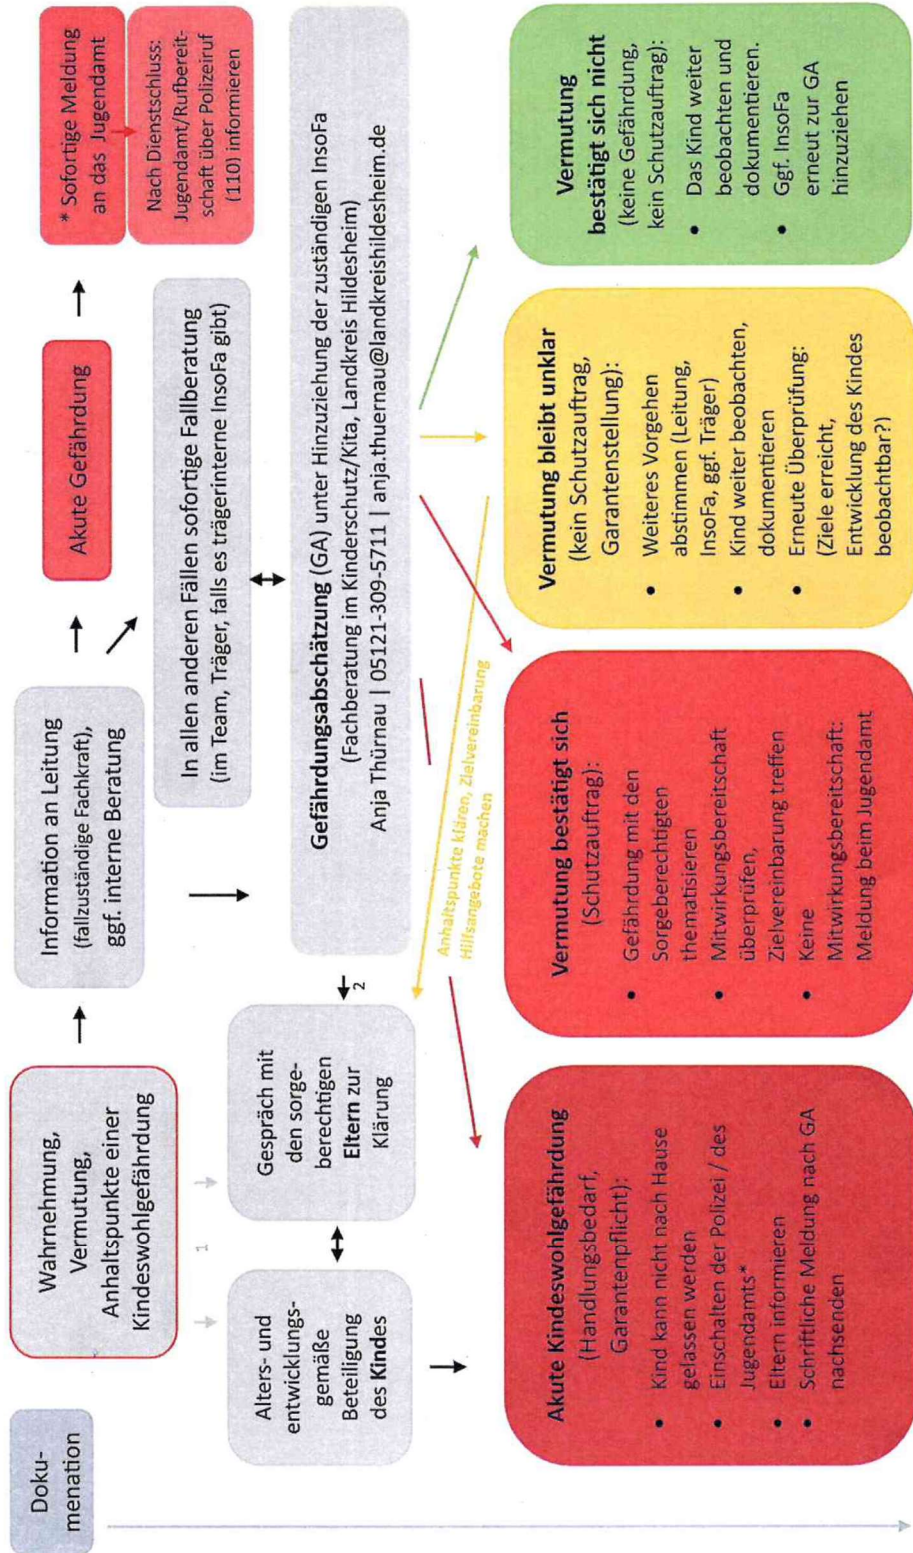 Doku-
menation
Wahrnehmung,
Vermutung,
Anhaltspunkte einer
Kindeswohlgefährdung
Information an Leitung
(fallzuständige Fachkraft),
ggf. interne Beratung
Akute Gefährdung
* Sofortige Meldung
an das Jugendamt
Nach Dienstschluss:
Jugendamt/Rufbereit-
schaft über Polizeiruf
(110) informieren
In allen anderen Fällen sofortige Fallberatung
(im Team, Träger, falls es trägerinterne InsoFa gibt)
1
Alters- und
entwicklungs-
gemäße
Beteiligung
des Kindes
Gespräch mit
den sorge-
berechtigen
Eltern zur
Klärung
2
Gefährdungsabschätzung (GA) unter Hinzuziehung der zuständigen InsoFa
(Fachberatung im Kinderschutz/Kita, Landkreis Hildesheim)
Anja Thürnau | 05121-309-5711 | anja.thuernau@landkreishildesheim.de
Anhaltspunkte klären, Zielvereinbarung
Hilfsangebote machen
Akute Kindeswohlgefährdung
(Handlungsbedarf,
Garantenpflicht):
• Kind kann nicht nach Hause
gelassen werden
• Einschalten der Polizei / des
Jugendamts*
• Eltern informieren
• Schriftliche Meldung nach GA
nachsenden
Vermutung bestätigt sich
(Schutzauftrag):
• Gefährdung mit den
Sorgeberechtigten
thematisieren
• Mitwirkungsbereitschaft
überprüfen,
Zielvereinbarung treffen
• Keine
Mitwirkungsbereitschaft:
Meldung beim Jugendamt
Vermutung bleibt unklar
(kein Schutzauftrag,
Garantenstellung):
• Weiteres Vorgehen
abstimmen (Leitung,
InsoFa, ggf. Träger)
• Kind weiter beobachten,
dokumentieren
• Erneute Überprüfung:
(Ziele erreicht,
Entwicklung des Kindes
beobachtbar?)
Vermutung
bestätigt sich nicht
(keine Gefährdung,
kein Schutzauftrag):
• Das Kind weiter
beobachten und
dokumentieren.
• Ggf. InsoFa
erneut zur GA
hinzuziehen